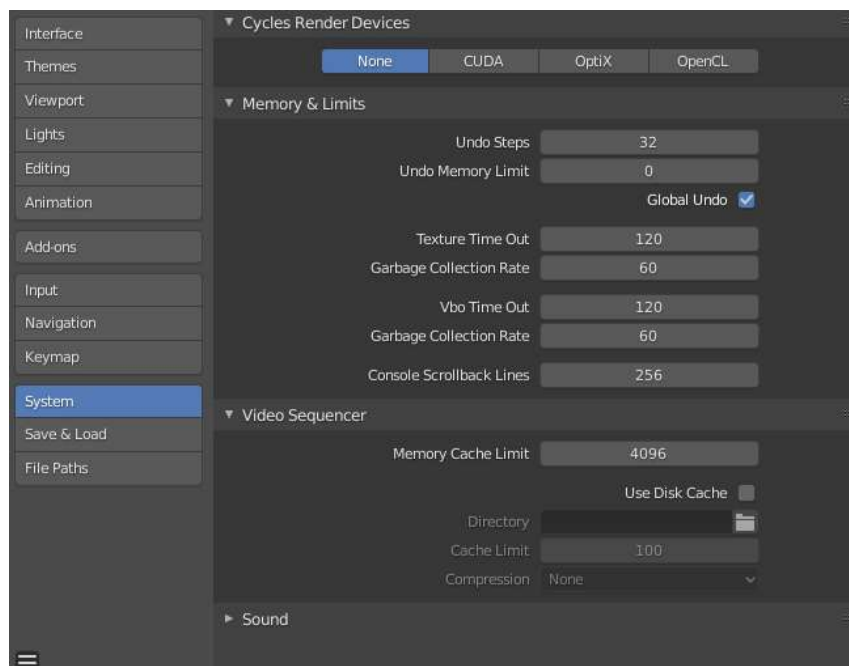 Interface
Themes
Viewport
Lights
Editing
Animation
Add-ons
Input
Navigation
Keymap
System
Save & Load
File Paths
Cycles Render Devices
None CUDA OptiX OpenCL
Memory & Limits
Undo Steps 32
Undo Memory Limit 0
Global Undo
Texture Time Out 120
Garbage Collection Rate 60
Vbo Time Out 120
Garbage Collection Rate 60
Console Scrollback Lines 256
Video Sequencer
Memory Cache Limit 4096
Use Disk Cache
Directory
Cache Limit 100
Compression None
Sound